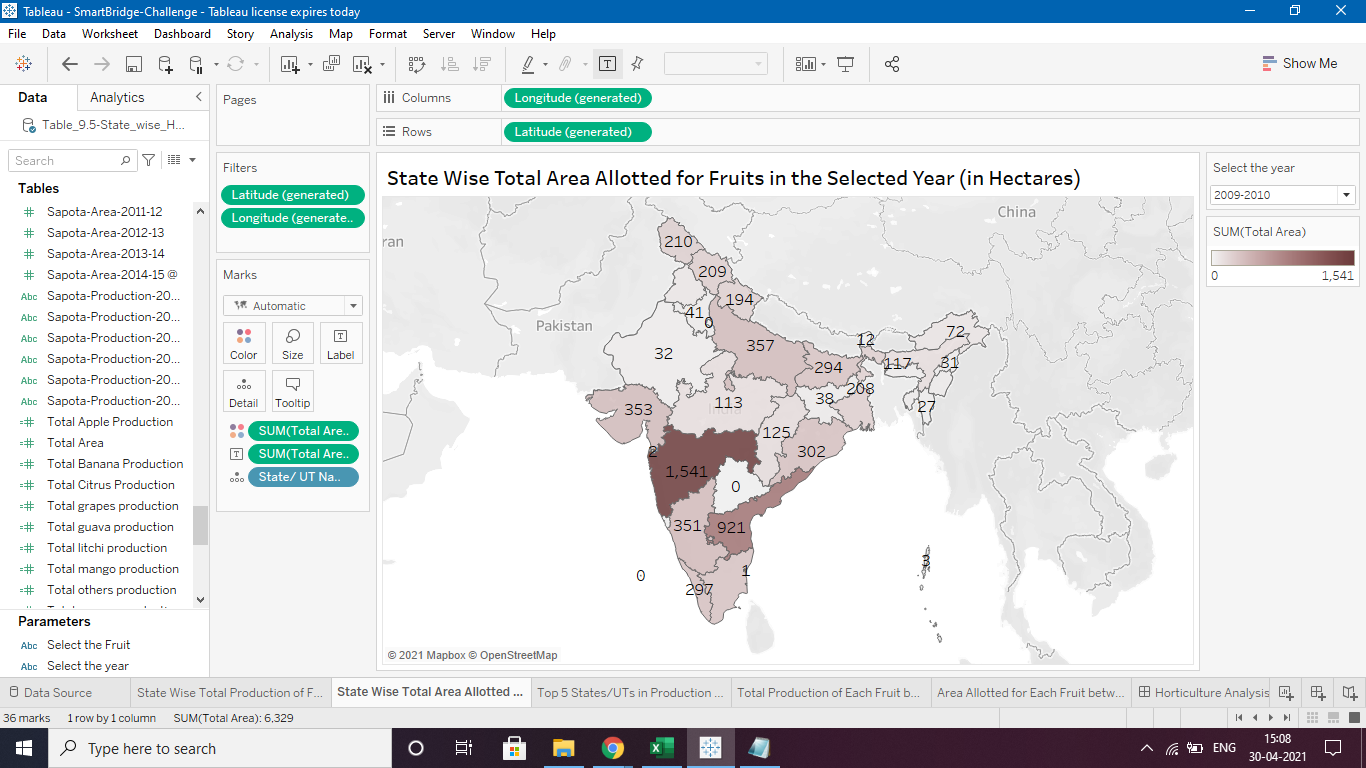 Tableau - SmartBridge-Challenge - Tableau license expires today
File Data Worksheet Dashboard Story Analysis Map Format Server Window Help
Show Me
Data Analytics
Table_9.5-State_wise_H...
Search
Tables
Sapota-Area-2011-12
Sapota-Area-2012-13
Sapota-Area-2013-14
Sapota-Area-2014-15 @
Abc Sapota-Production-20...
Abc Sapota-Production-20...
Abc Sapota-Production-20...
Abc Sapota-Production-20...
Abc Sapota-Production-20...
Abc Sapota-Production-20...
Total Apple Production
Total Area
Total Banana Production
Total Citrus Production
Total grapes production
Total guava production
Total litchi production
Total mango production
Total others production
Parameters
Abc Select the Fruit
Abc Select the year
Pages
Filters
Latitude (generated)
Longitude (generate..
Marks
Automatic
Color Size Label
Detail Tooltip
SUM(Total Are..
SUM(Total Are..
State/ UT Na..
Columns Longitude (generated)
Rows Latitude (generated)
State Wise Total Area Allotted for Fruits in the Selected Year (in Hectares)
China
ran
Pakistan
India
210
209
194
41
0
32
357
12
72
294
117
31
208
353
113
38
27
125
2
302
1,541
0
351
921
3
0
1
297
© 2021 Mapbox © OpenStreetMap
Select the year
2009-2010
SUM(Total Area)
0 1,541
Data Source State Wise Total Production of F... State Wise Total Area Allotted ... Top 5 States/UTs in Production ... Total Production of Each Fruit b... Area Allotted for Each Fruit betw... Horticulture Analysis
36 marks 1 row by 1 column SUM(Total Area): 6,329
Type here to search
ENG
15:08
30-04-2021